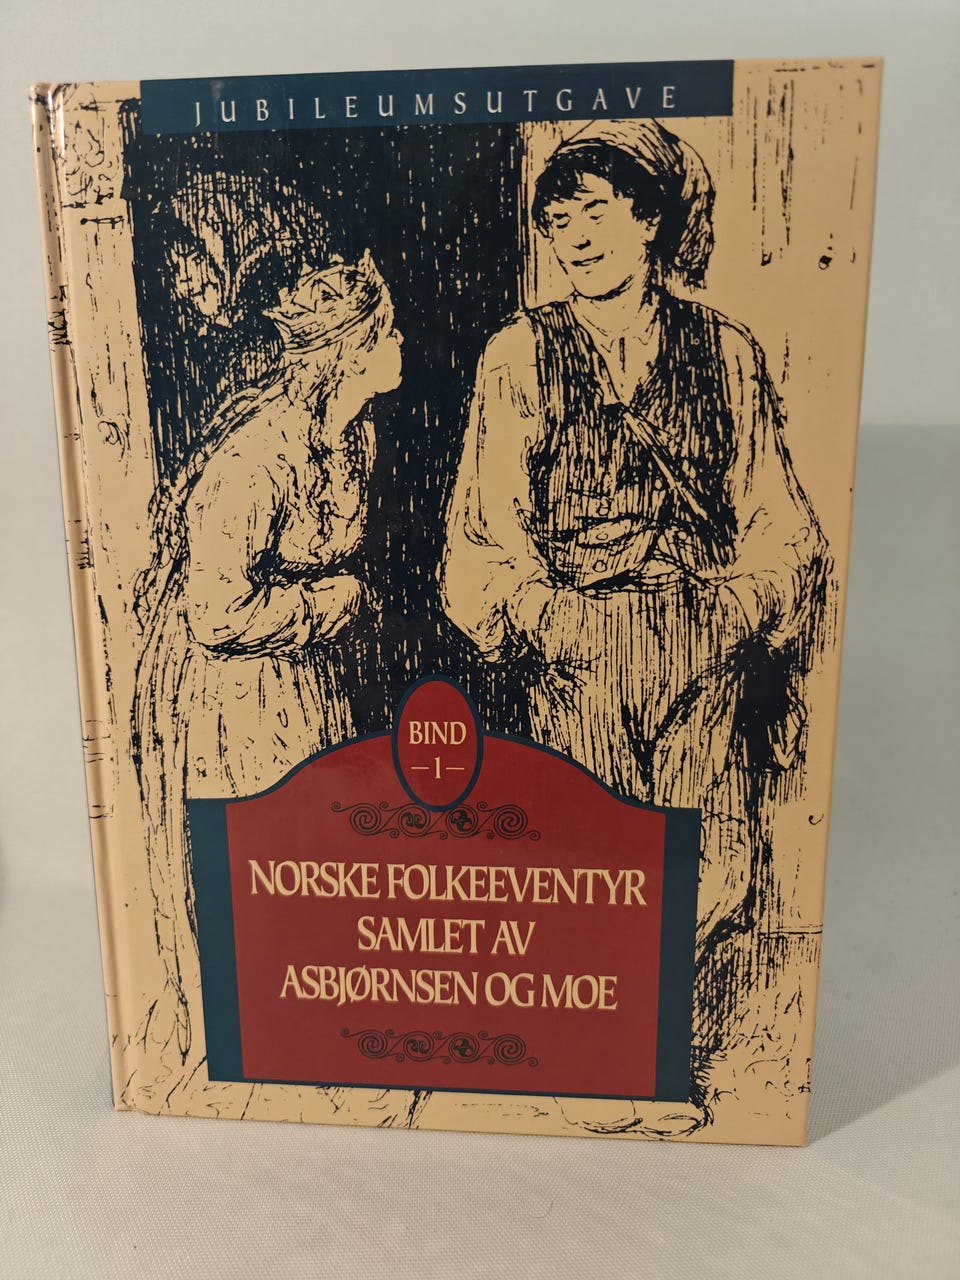 JUBILEUMSUTGAVE
BIND
–1–
NORSKE FOLKEEVENTYR
SAMLET AV
ASBJØRNSEN OG MOE